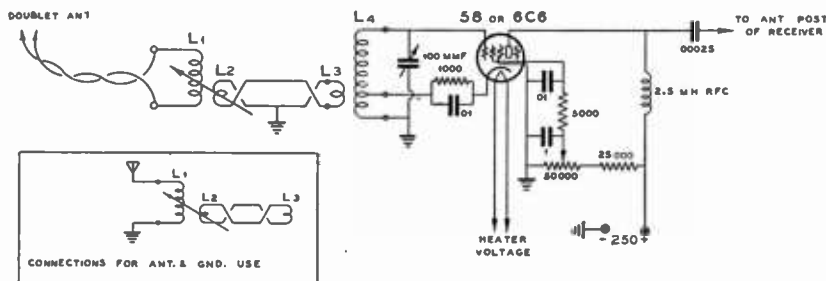 DOUBLET ANT
L1
L2
L3
L4
58 OR 6C6
100 MMF
1000
01
01
5000
50000
25000
.00025
TO ANT POST
OF RECEIVER
2.5 MH RFC
HEATER
VOLTAGE
- 250 +
L1
L2
L3
CONNECTIONS FOR ANT. & GND. USE